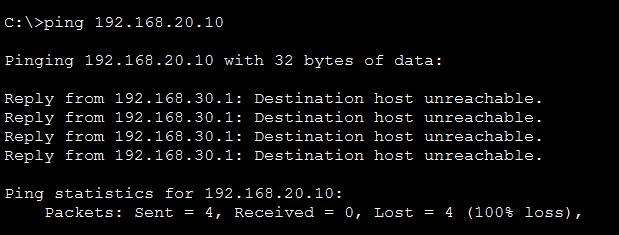 C:\>ping 192.168.20.10
Pinging 192.168.20.10 with 32 bytes of data:
Reply from 192.168.30.1: Destination host unreachable.
Reply from 192.168.30.1: Destination host unreachable.
Reply from 192.168.30.1: Destination host unreachable.
Reply from 192.168.30.1: Destination host unreachable.
Ping statistics for 192.168.20.10:
    Packets: Sent = 4, Received = 0, Lost = 4 (100% loss),